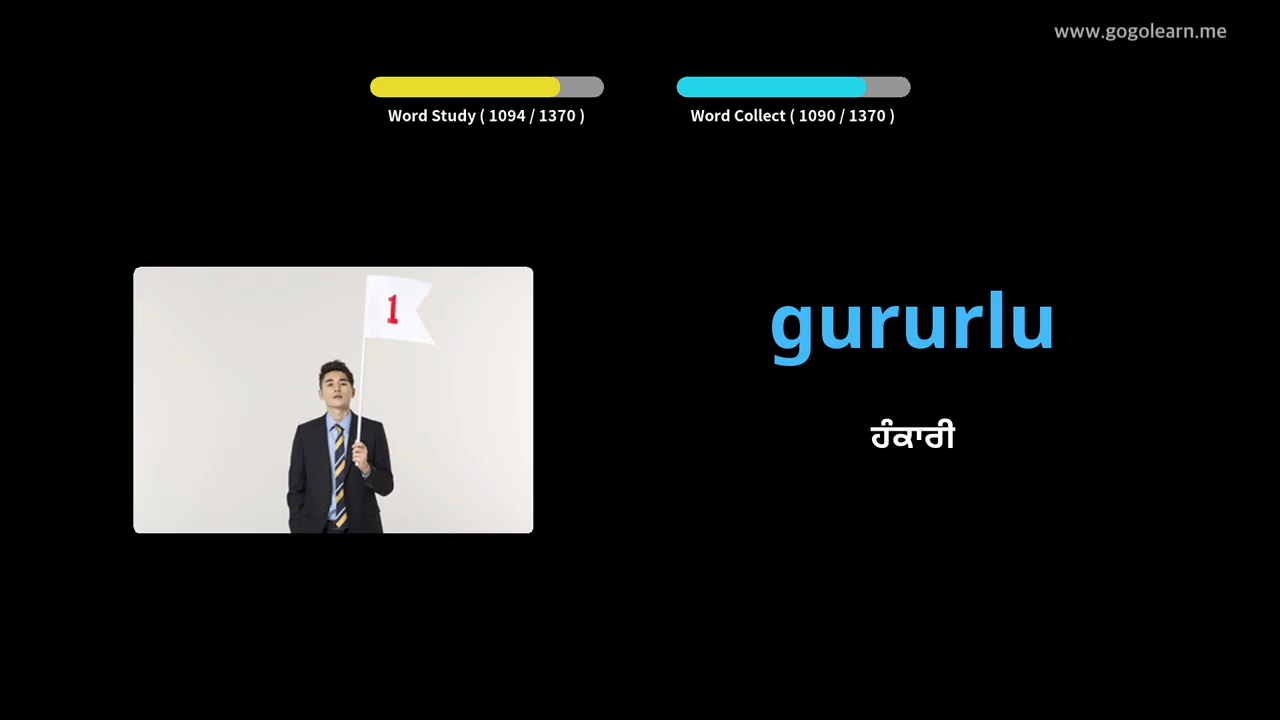 www.gogolearn.me
Word Study ( 1094 / 1370 )
Word Collect ( 1090 / 1370 )
1
gururlu
ਹੰਕਾਰੀ